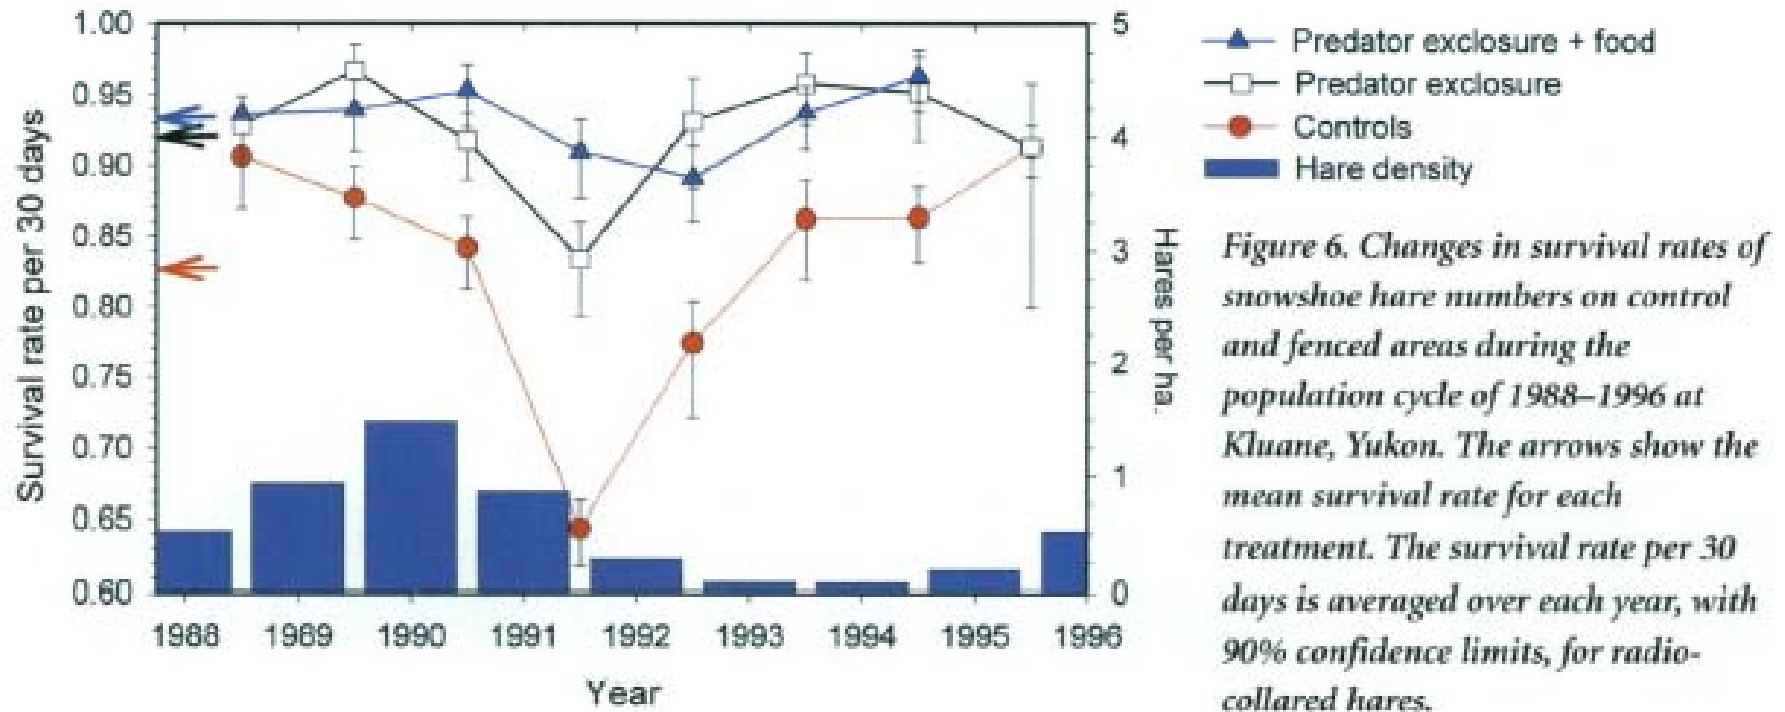 1.00
0.95
0.90
0.85
0.80
0.75
0.70
0.65
0.60
Survival rate per 30 days
5
4
3
2
1
0
Hares per ha.
1988 1989 1990 1991 1992 1993 1994 1995 1996
Year
Predator exclosure + food
Predator exclosure
Controls
Hare density
Figure 6. Changes in survival rates of
snowshoe hare numbers on control
and fenced areas during the
population cycle of 1988–1996 at
Kluane, Yukon. The arrows show the
mean survival rate for each
treatment. The survival rate per 30
days is averaged over each year, with
90% confidence limits, for radio-
collared hares.